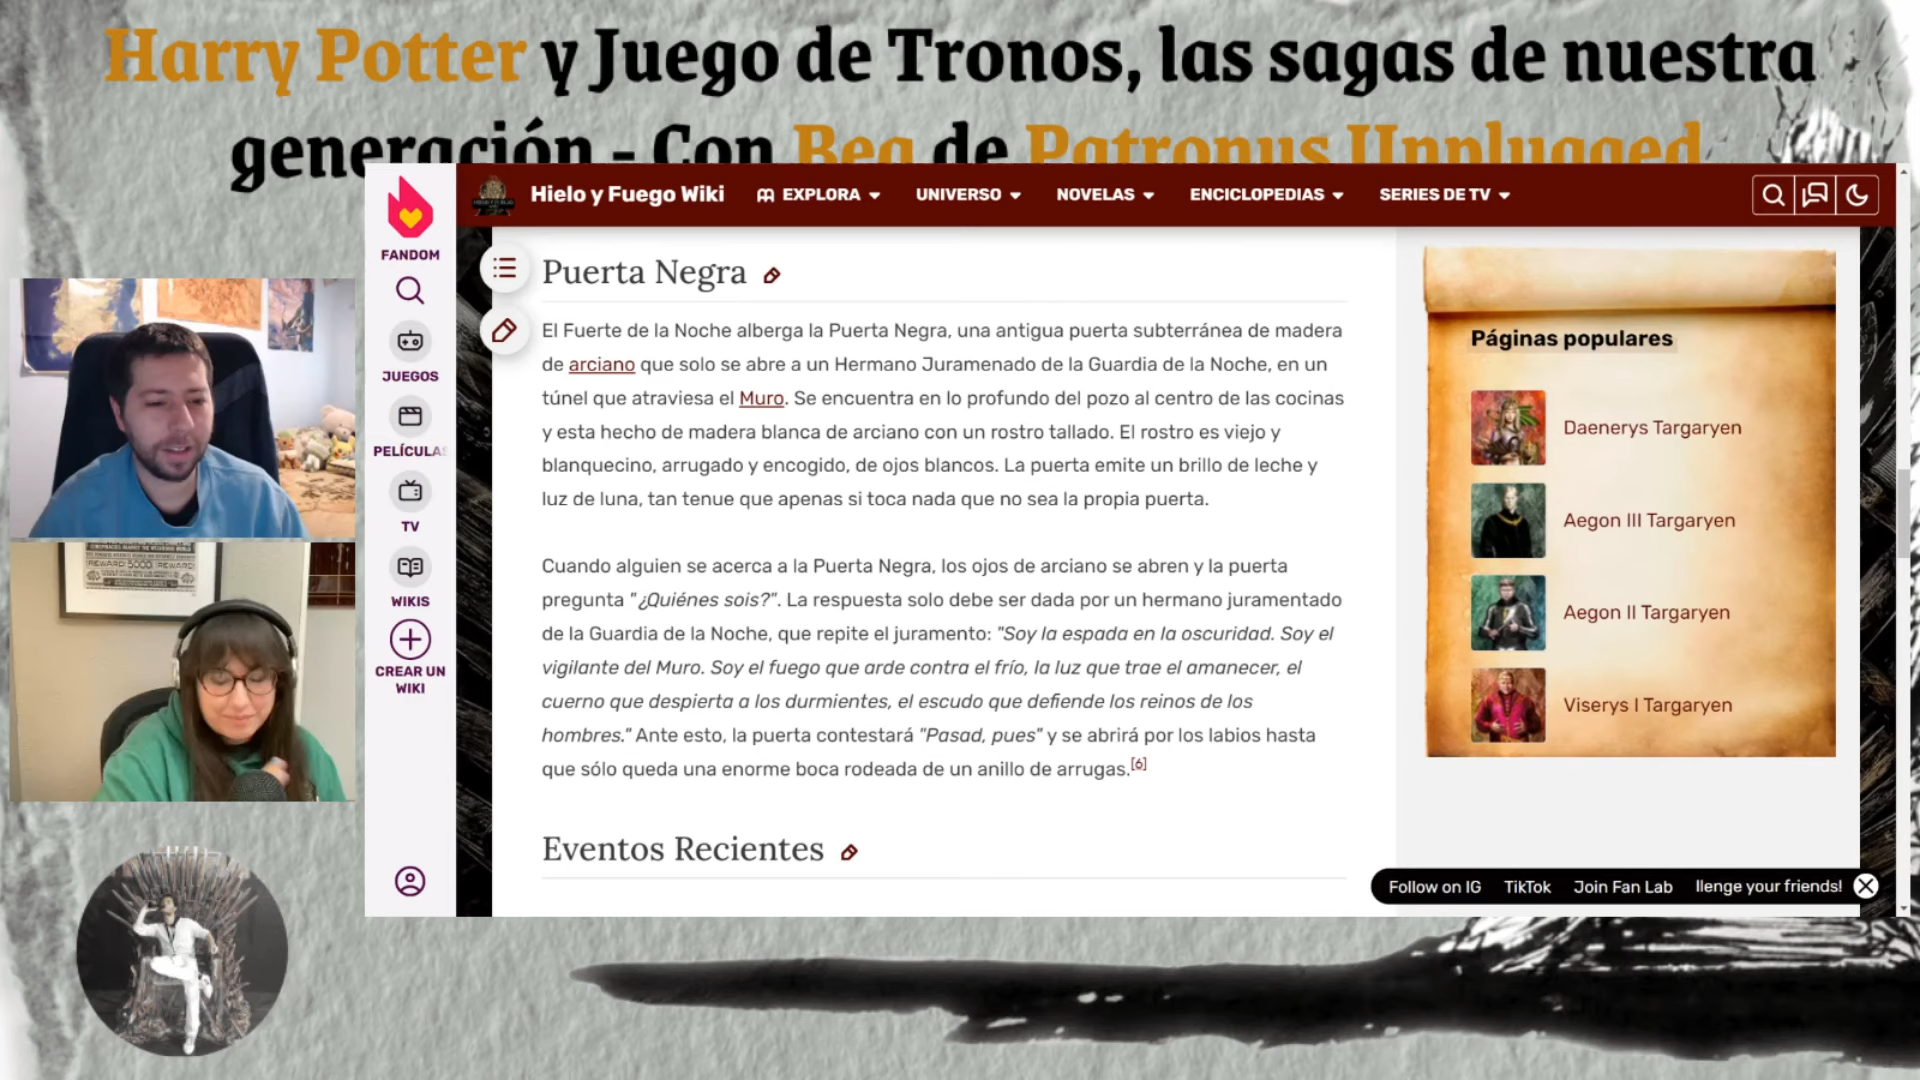 Harry Potter y Juego de Tronos, las sagas de nuestra
generación - Con Bea de Patronus Unplugged
FANDOM
JUEGOS
PELÍCULAS
TV
WIKIS
CREAR UN
WIKI
Hielo y Fuego Wiki
EXPLORA
UNIVERSO
NOVELAS
ENCICLOPEDIAS
SERIES DE TV
Puerta Negra
El Fuerte de la Noche alberga la Puerta Negra, una antigua puerta subterránea de madera
de arciano que solo se abre a un Hermano Juramenado de la Guardia de la Noche, en un
túnel que atraviesa el Muro. Se encuentra en lo profundo del pozo al centro de las cocinas
y esta hecho de madera blanca de arciano con un rostro tallado. El rostro es viejo y
blanquecino, arrugado y encogido, de ojos blancos. La puerta emite un brillo de leche y
luz de luna, tan tenue que apenas si toca nada que no sea la propia puerta.
Cuando alguien se acerca a la Puerta Negra, los ojos de arciano se abren y la puerta
pregunta "¿Quiénes sois?". La respuesta solo debe ser dada por un hermano juramentado
de la Guardia de la Noche, que repite el juramento: "Soy la espada en la oscuridad. Soy el
vigilante del Muro. Soy el fuego que arde contra el frío, la luz que trae el amanecer, el
cuerno que despierta a los durmientes, el escudo que defiende los reinos de los
hombres." Ante esto, la puerta contestará "Pasad, pues" y se abrirá por los labios hasta
que sólo queda una enorme boca rodeada de un anillo de arrugas.[6]
Eventos Recientes
Páginas populares
Daenerys Targaryen
Aegon III Targaryen
Aegon II Targaryen
Viserys I Targaryen
Follow on IG
TikTok
Join Fan Lab
llenge your friends!
REWARD! 5000 REWARD!